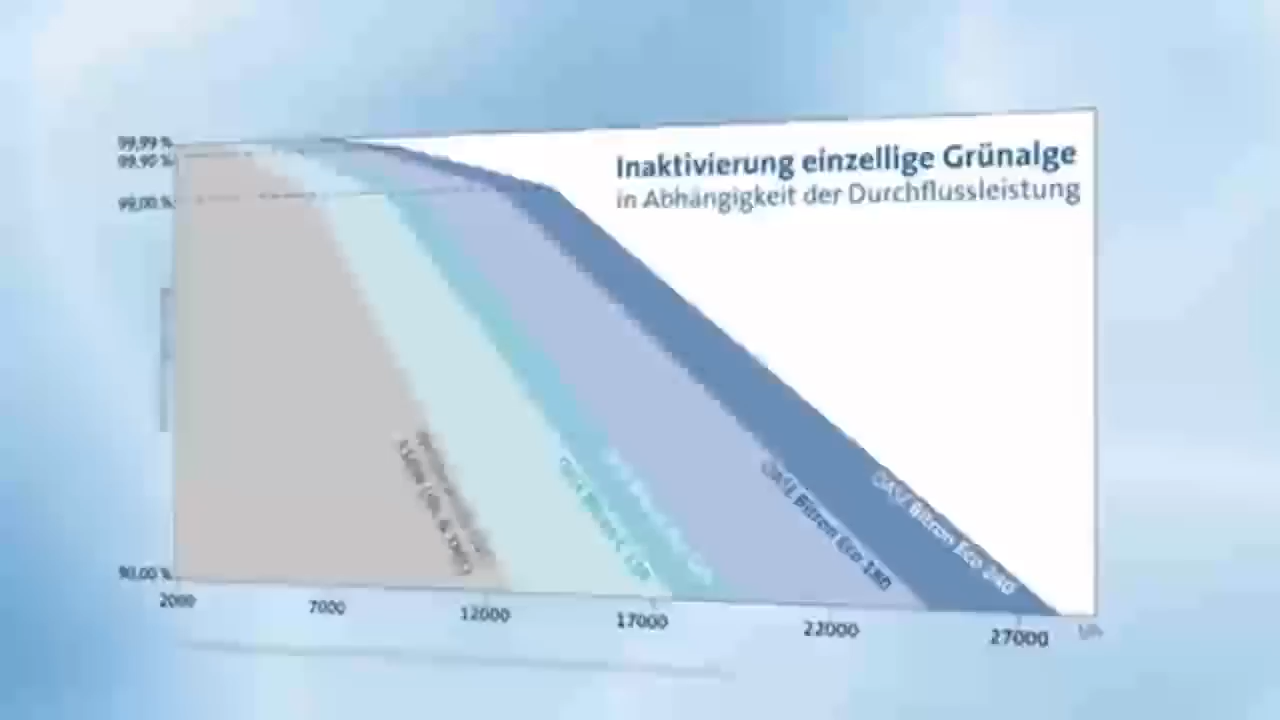 99,99 %
99,90 %
99,00 %
90,00 %
Inaktivierung einzellige Grünalge
in Abhängigkeit der Durchflussleistung
OASE Bitron Eco 180
OASE Bitron Eco 240
2000
7000
12000
17000
22000
27000